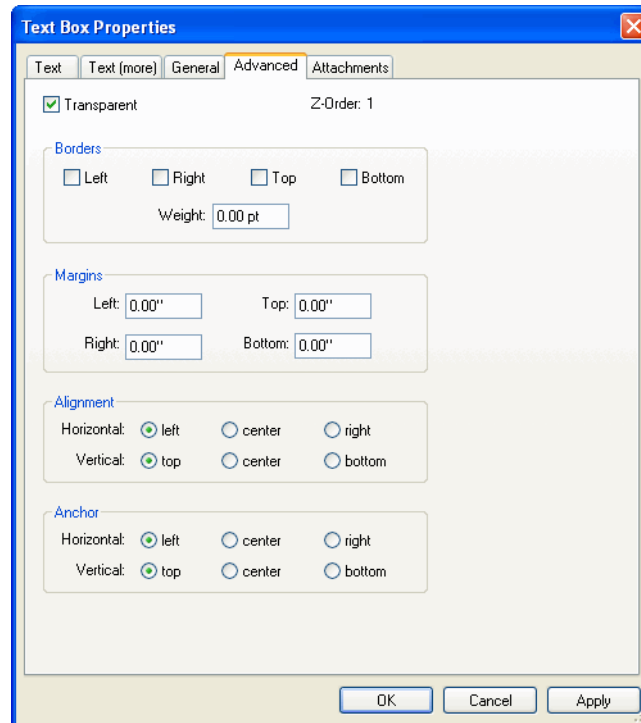 Text Box Properties
Text Text (more) General Advanced Attachments
Transparent Z-Order: 1
Borders
Left Right Top Bottom
Weight: 0.00 pt
Margins
Left: 0.00" Top: 0.00"
Right: 0.00" Bottom: 0.00"
Alignment
Horizontal: left center right
Vertical: top center bottom
Anchor
Horizontal: left center right
Vertical: top center bottom
OK Cancel Apply